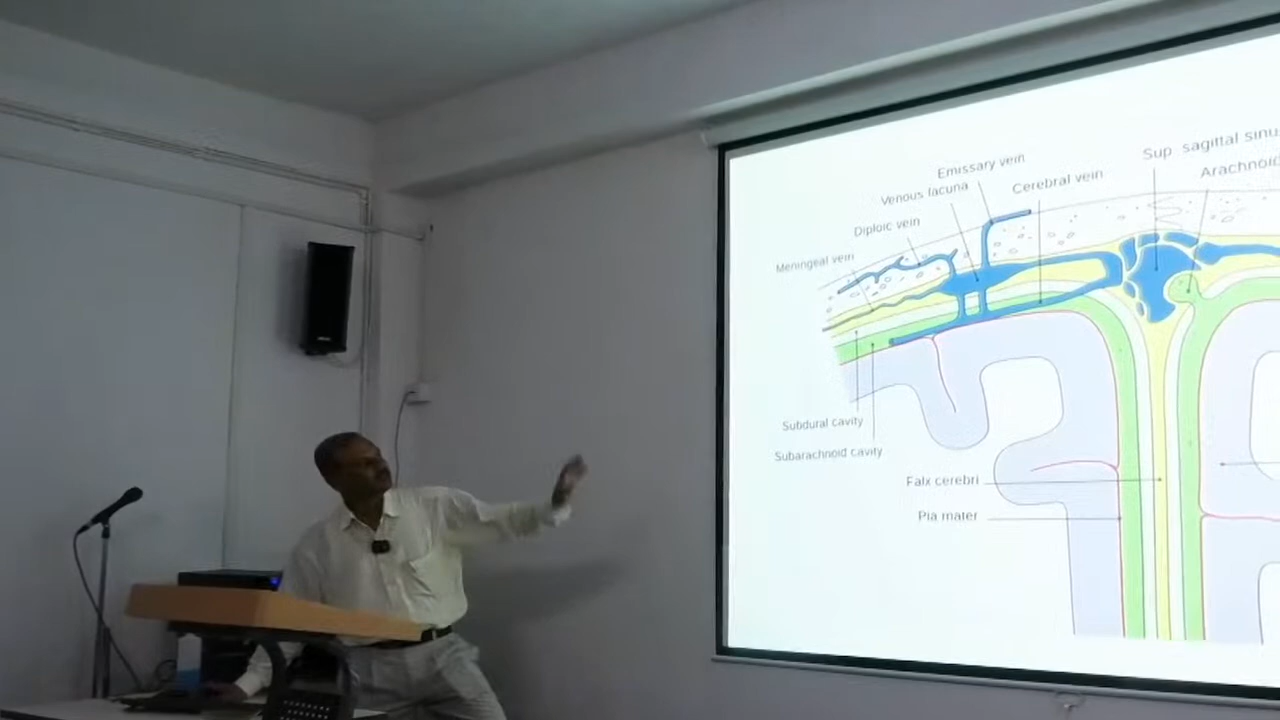 Emissary vein
Sup sagittal sinu
Venous lacuna
Cerebral vein
Arachnoid
Diploic vein
Meningeal vein
Subdural cavity
Subarachnoid cavity
Falx cerebri
Pia mater